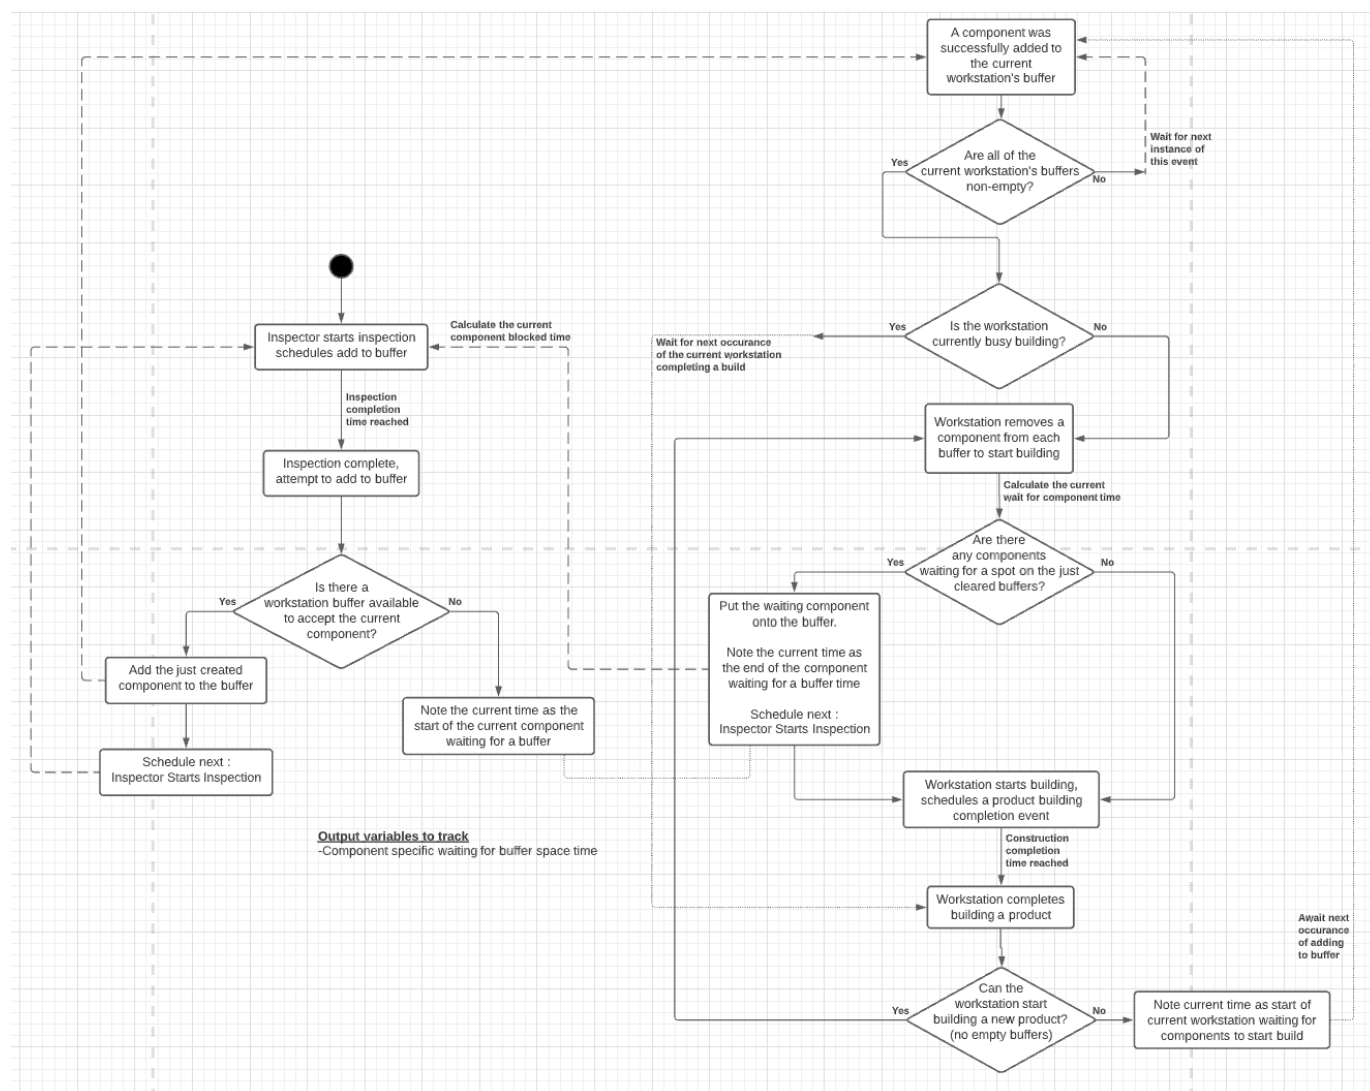 A component was
successfully added to
the current
workstation's buffer
Wait for next
instance of
this event
Are all of the
current workstation's buffers
non-empty?
Yes
No
Inspector starts inspection
schedules add to buffer
Calculate the current
component blocked time
Inspection
completion
time reached
Inspection complete,
attempt to add to buffer
Is there a
workstation buffer available
to accept the current
component?
Yes
No
Add the just created
component to the buffer
Schedule next :
Inspector Starts Inspection
Note the current time as the
start of the current component
waiting for a buffer
Output variables to track
-Component specific waiting for buffer space time
Is the workstation
currently busy building?
Yes
No
Wait for next occurance
of the current workstation
completing a build
Workstation removes a
component from each
buffer to start building
Calculate the current
wait for component time
Are there
any components
waiting for a spot on the just
cleared buffers?
Yes
No
Put the waiting component
onto the buffer.
Note the current time as
the end of the component
waiting for a buffer time
Schedule next :
Inspector Starts Inspection
Workstation starts building,
schedules a product building
completion event
Construction
completion
time reached
Workstation completes
building a product
Can the
workstation start
building a new product?
(no empty buffers)
Yes
No
Note current time as start of
current workstation waiting for
components to start build
Await next
occurance
of adding
to buffer